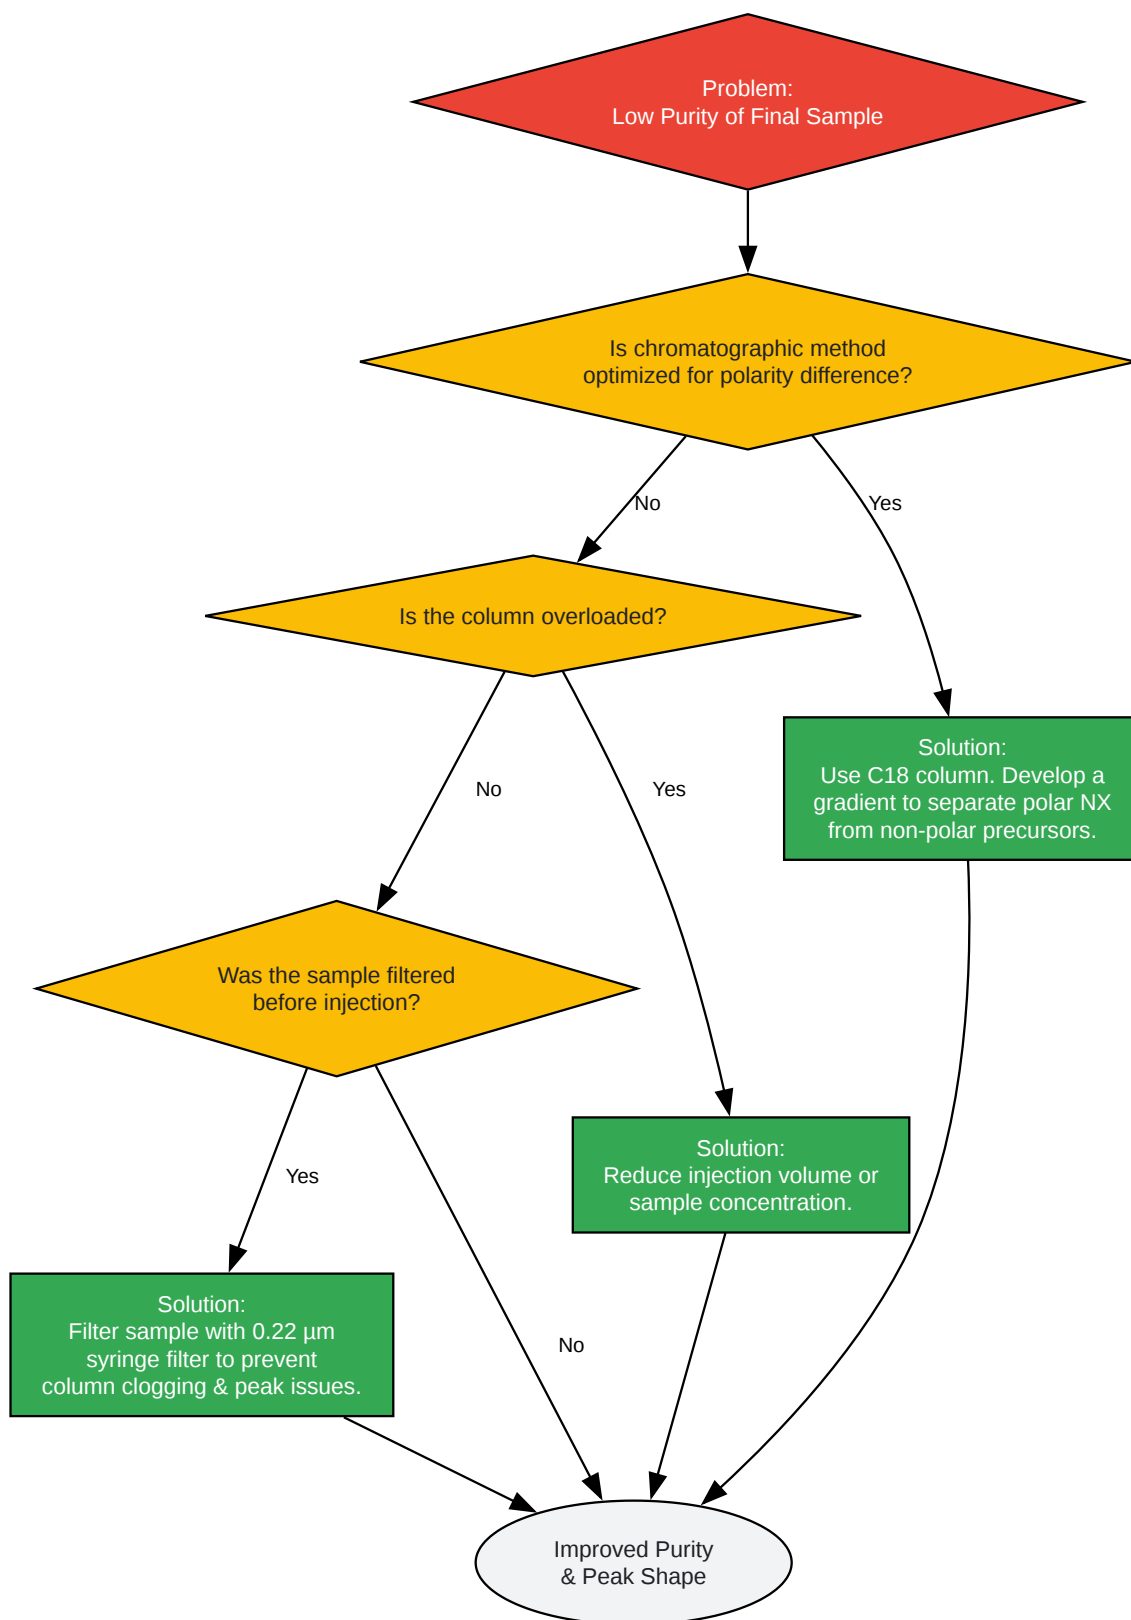 Problem:
Low Purity of Final Sample
Is chromatographic method
optimized for polarity difference?
No
Yes
Is the column overloaded?
Solution:
Use C18 column. Develop a
gradient to separate polar NX
from non-polar precursors.
No
Yes
Was the sample filtered
before injection?
Solution:
Reduce injection volume or
sample concentration.
Yes
No
Solution:
Filter sample with 0.22 µm
syringe filter to prevent
column clogging & peak issues.
Improved Purity
& Peak Shape